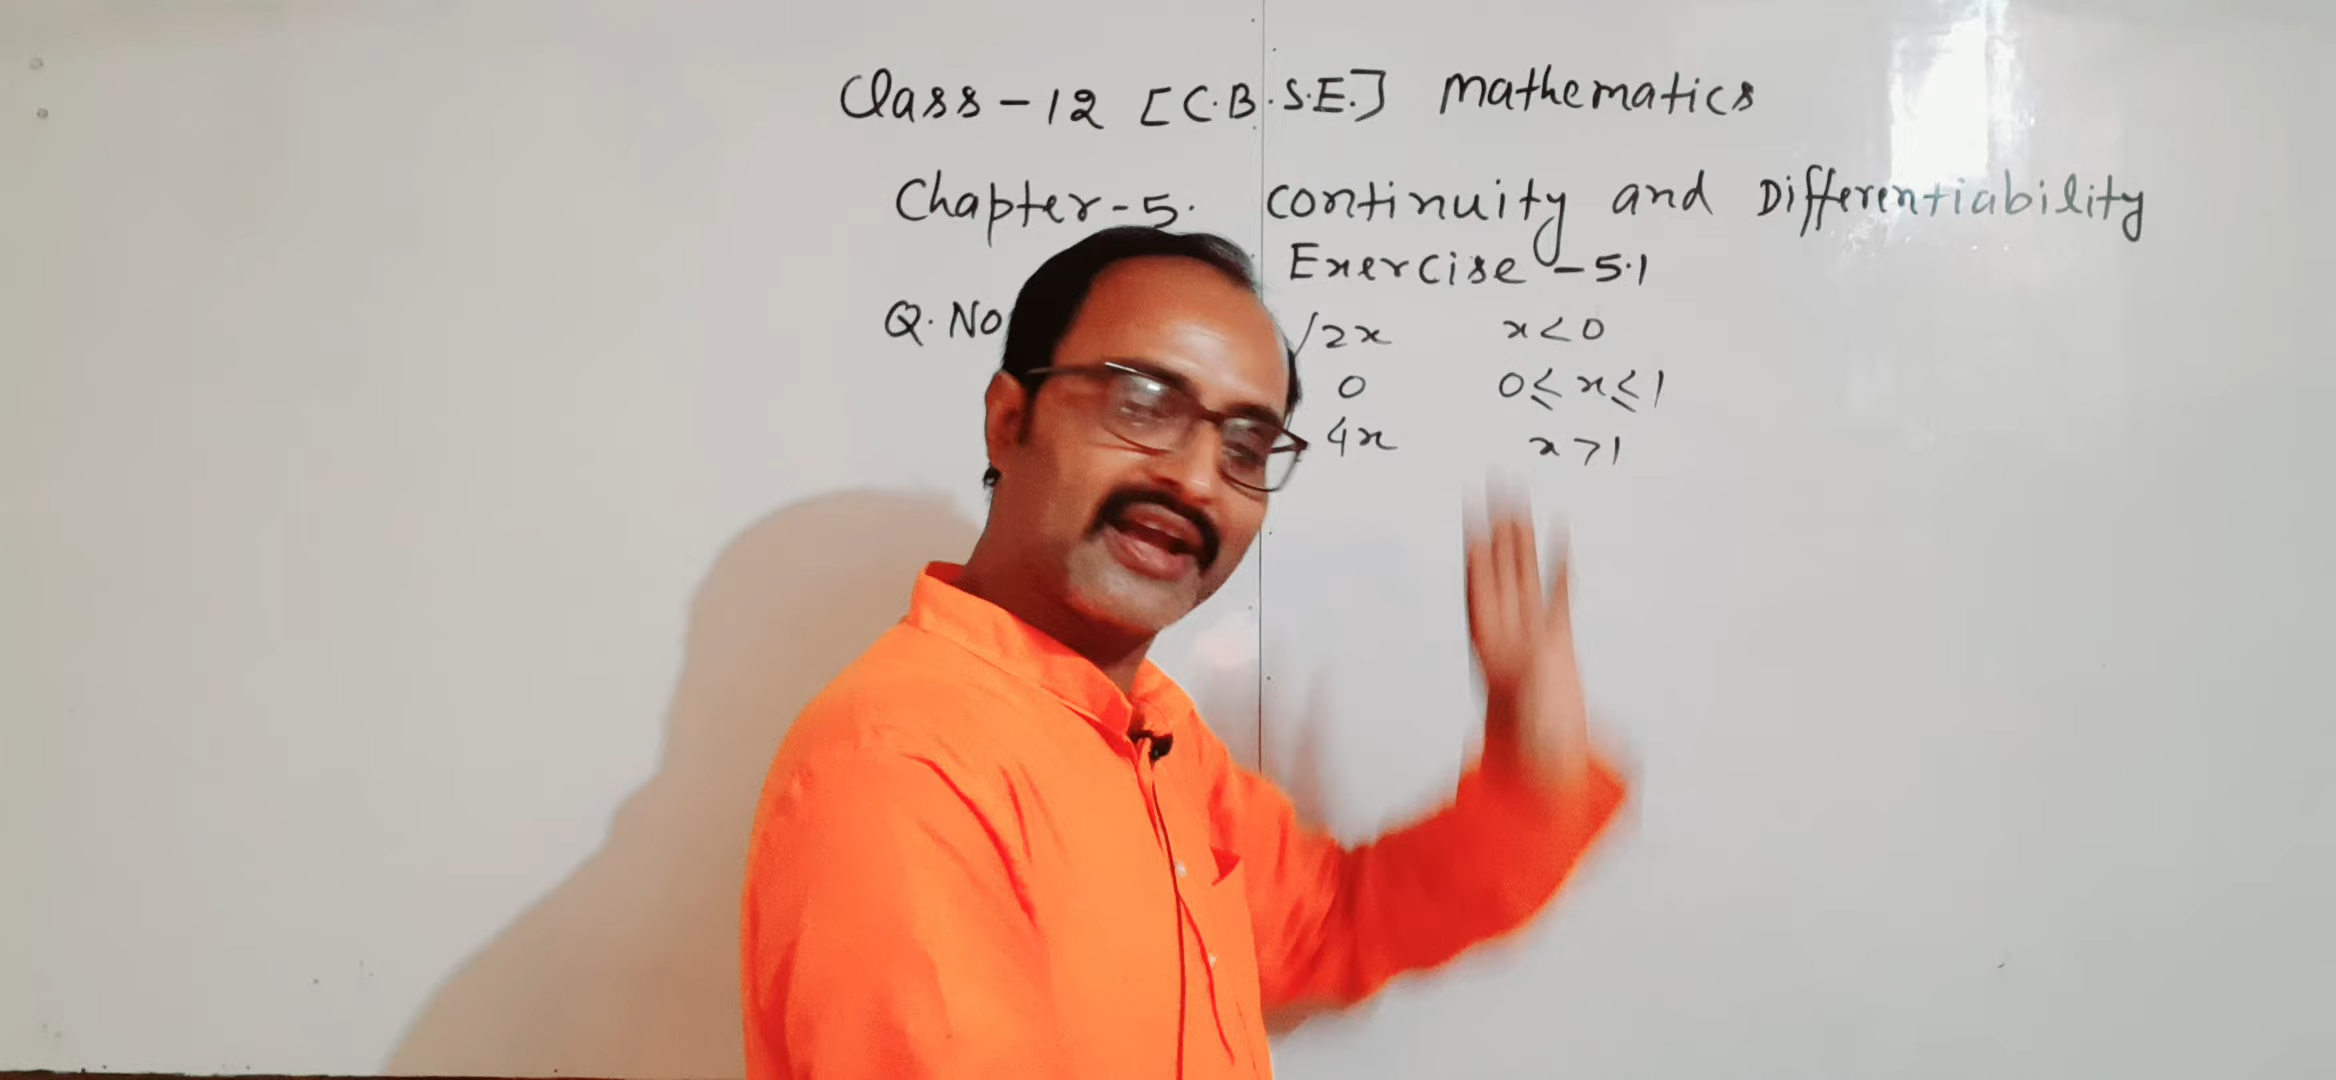 Class-12 [C.B.S.E.] Mathematics
Chapter-5. Continuity and Differentiability
Exercise-5.1
Q. No
2x x<0
0 0≤x≤1
4x x>1